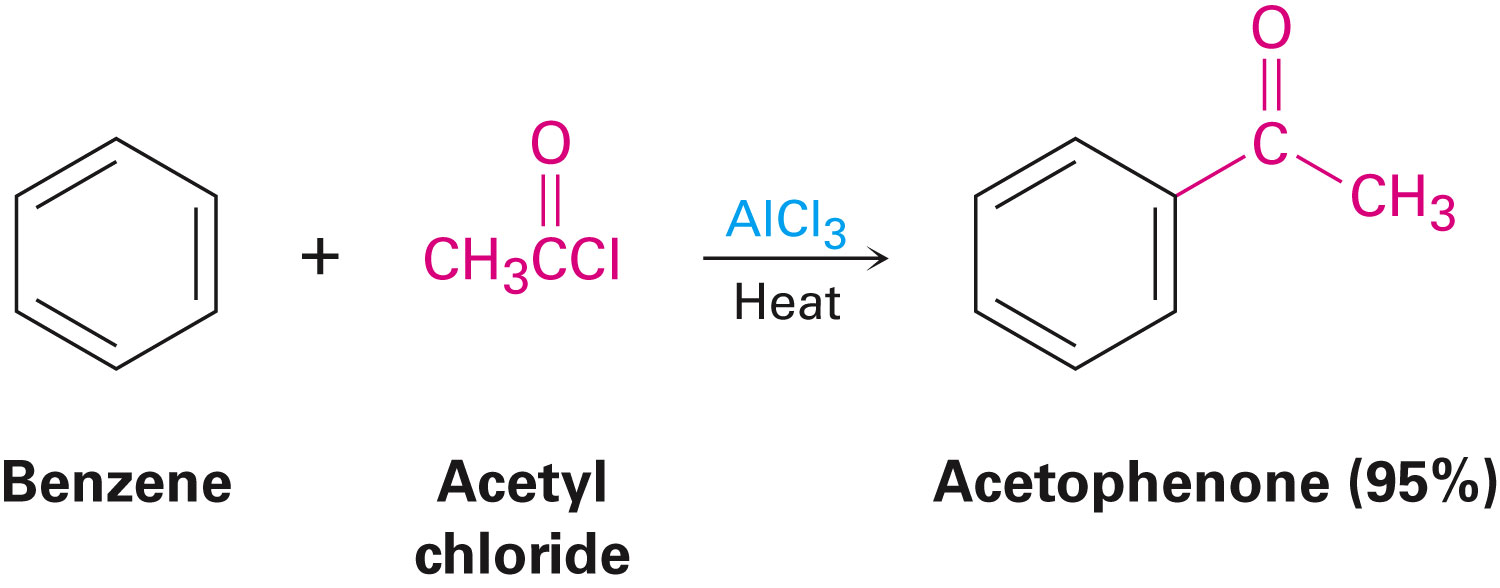 O
O
C
CH3
+
CH3CCl
AlCl3
Heat
Benzene
Acetyl
chloride
Acetophenone (95%)